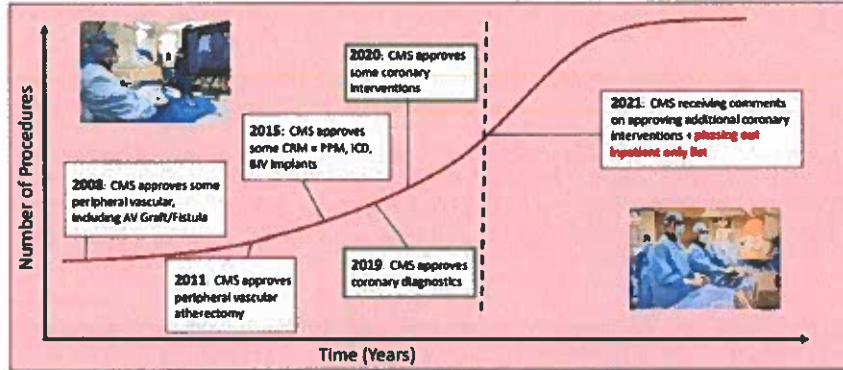 Number of Procedures
2008: CMS approves some
peripheral vascular,
including AV Graft/Fistula
2011: CMS approves
peripheral vascular
atherectomy
2015: CMS approves
some CRM = PPM, ICD,
BIV Implants
2019: CMS approves
coronary diagnostics
2020: CMS approves
some coronary
interventions
2021: CMS receiving comments
on approving additional coronary
interventions + phasing out
inpatient only list
Time (Years)